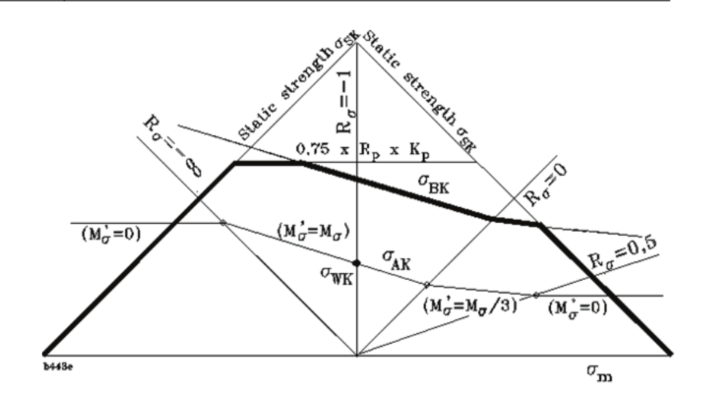 Static strength σSK
Static strength σSK
Rσ=-1
Rσ=-∞
0.75 x Rp x Kp
σBK
Rσ=0
(M'σ=0)
(M'σ=Mσ)
σAK
σWK
Rσ=0,5
(M'σ=Mσ/3)
(M'σ=0)
b443e
σm